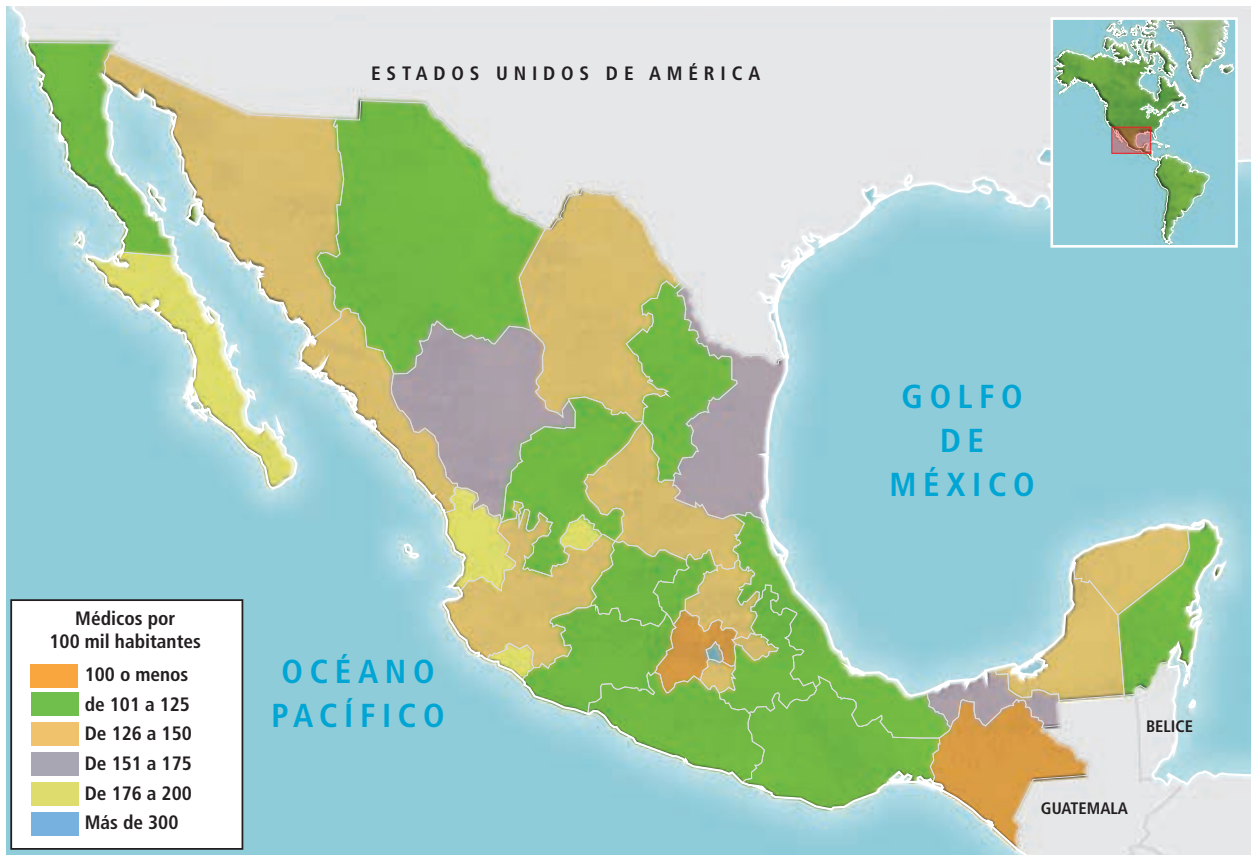 ESTADOS UNIDOS DE AMÉRICA
GOLFO
DE
MÉXICO
Médicos por
100 mil habitantes
100 o menos
de 101 a 125
De 126 a 150
De 151 a 175
De 176 a 200
Más de 300
OCÉANO
PACÍFICO
BELICE
GUATEMALA